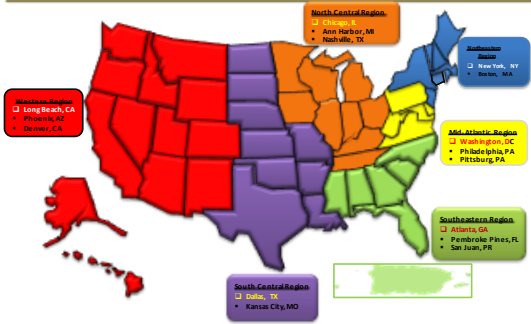 North Central Region
Chicago, IL
Ann Harbor, MI
Nashville, TX
Northeastern
Region
New York, NY
Boston, MA
Western Region
Long Beach, CA
Phoenix, AZ
Denver, CA
Mid-Atlantic Region
Washington, DC
Philadelphia, PA
Pittsburg, PA
Southeastern Region
Atlanta, GA
Pembroke Pines, FL
San Juan, PR
South Central Region
Dallas, TX
Kansas City, MO